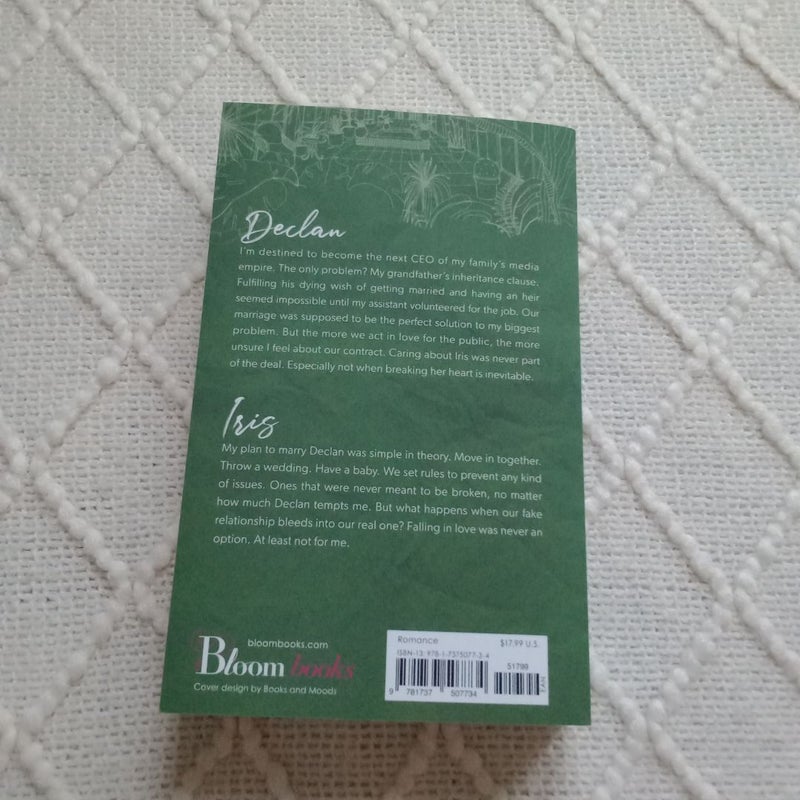 Declan
I'm destined to become the next CEO of my family's media
empire. The only problem? My grandfather's inheritance clause.
Fulfilling his dying wish of getting married and having an heir
seemed impossible until my assistant volunteered for the job. Our
marriage was supposed to be the perfect solution to my biggest
problem. But the more we act in love for the public, the more
unsure I feel about our contract. Caring about Iris was never part
of the deal. Especially not when breaking her heart is inevitable.
Iris
My plan to marry Declan was simple in theory. Move in together.
Throw a wedding. Have a baby. We set rules to prevent any kind
of issues. Ones that were never meant to be broken, no matter
how much Declan tempts me. But what happens when our fake
relationship bleeds into our real one? Falling in love was never an
option. At least not for me.
bloombooks.com
Bloom books
Cover design by Books and Moods
Romance $17.99 U.S.
ISBN-13: 978-1-7375077-3-4
51799
9 781737 507734
EAN